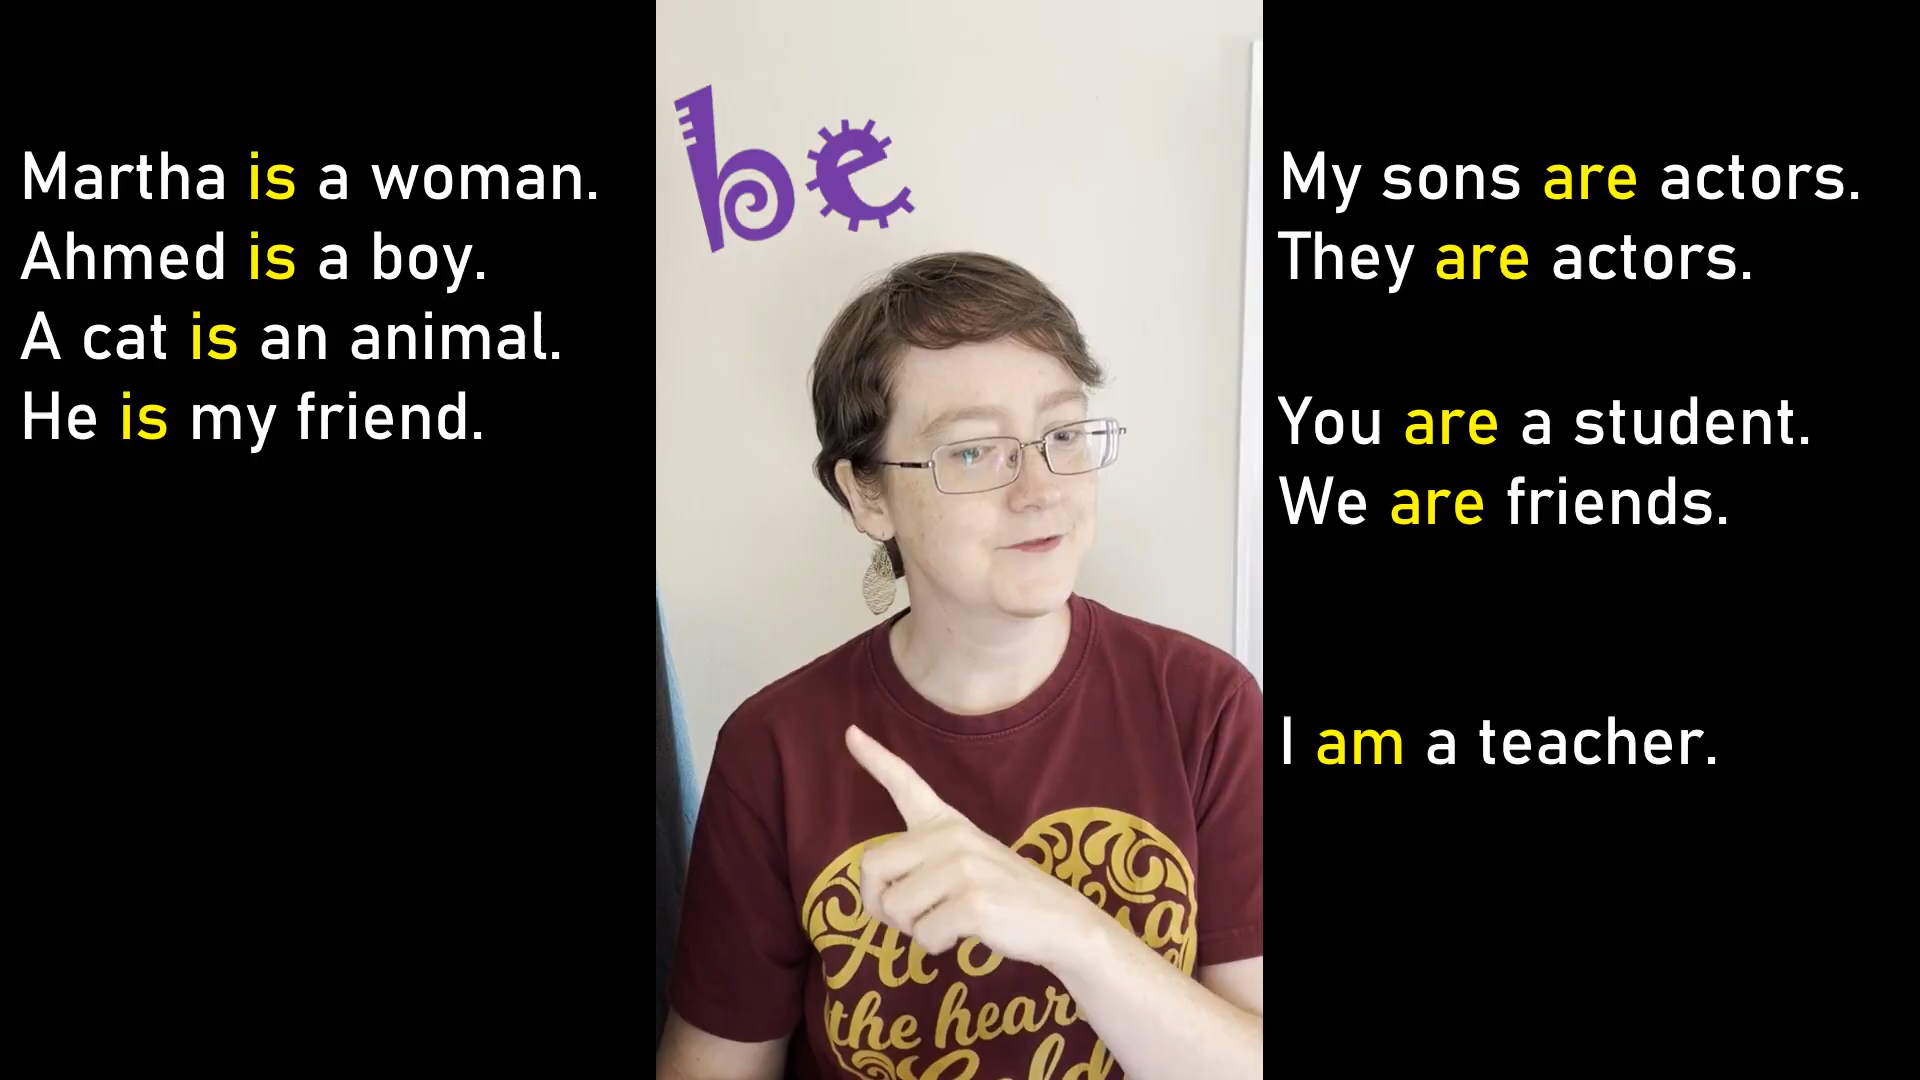 Martha is a woman.
Ahmed is a boy.
A cat is an animal.
He is my friend.
be
the
My sons are actors.
They are actors.
You are a student.
We are friends.
I am a teacher.